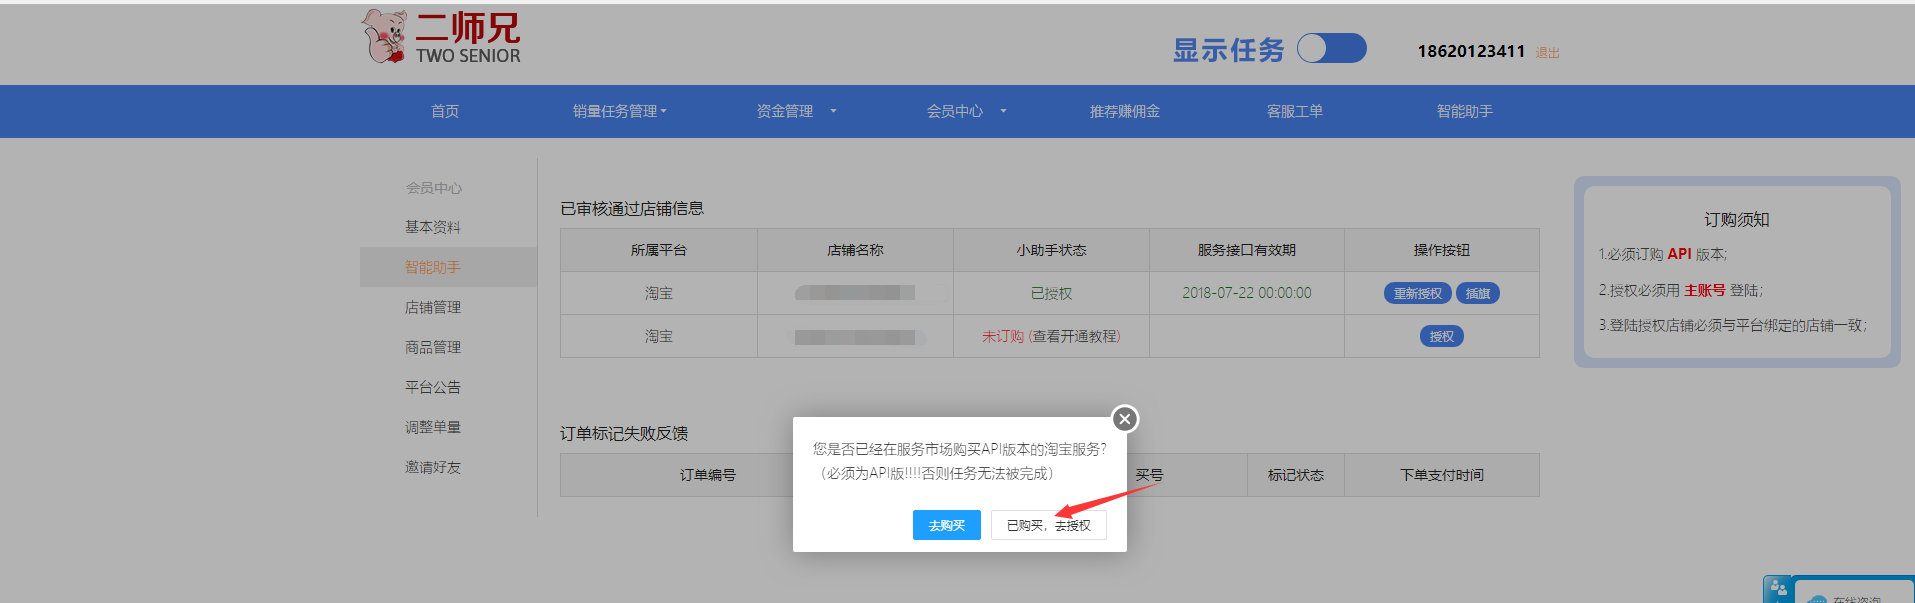 二师兄
TWO SENIOR
显示任务
18620123411 退出
首页 销量任务管理 资金管理 会员中心 推荐赚佣金 客服工单 智能助手
会员中心
基本资料
智能助手
店铺管理
商品管理
平台公告
调整单量
邀请好友
已审核通过店铺信息
所属平台 店铺名称 小助手状态 服务接口有效期 操作按钮
淘宝 已授权 2018-07-22 00:00:00 重新授权 插旗
淘宝 未订购 (查看开通教程) 授权
订单标记失败反馈
订单编号 买号 标记状态 下单支付时间
您是否已经在服务市场购买API版本的淘宝服务?
（必须为API版!!!!否则任务无法被完成）
去购买 已购买，去授权
订购须知
1.必须订购 API 版本;
2.授权必须用 主账号 登陆;
3.登陆授权店铺必须与平台绑定的店铺一致;
在线咨询